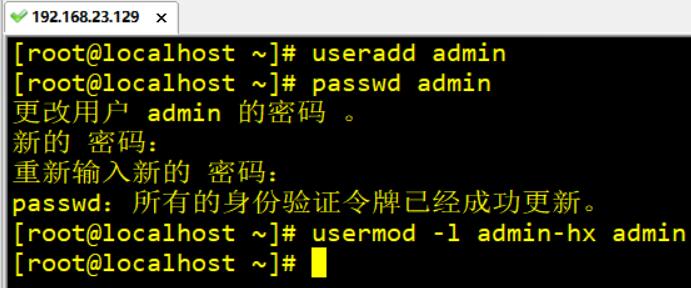 192.168.23.129 ×
[root@localhost ~]# useradd admin
[root@localhost ~]# passwd admin
更改用户 admin 的密码 。
新的 密码：
重新输入新的 密码：
passwd：所有的身份验证令牌已经成功更新。
[root@localhost ~]# usermod -l admin-hx admin
[root@localhost ~]#